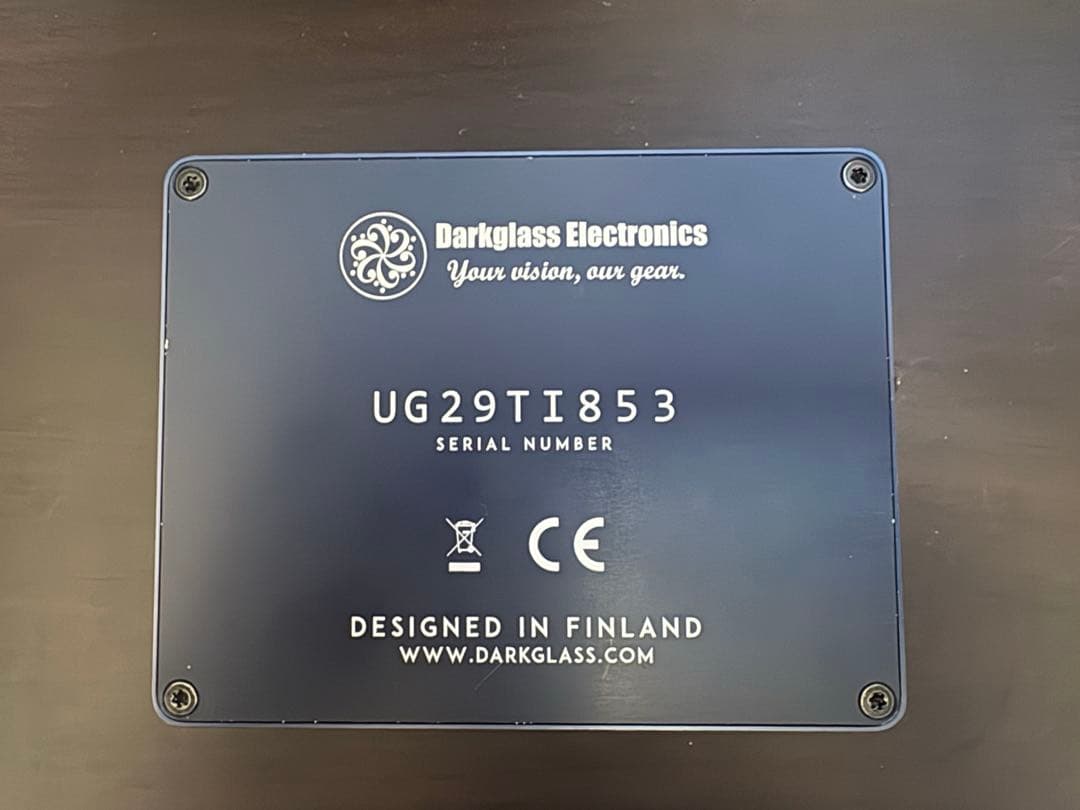 Darkglass Electronics
Your vision, our gear.
UG29TI853
SERIAL NUMBER
CE
DESIGNED IN FINLAND
WWW.DARKGLASS.COM